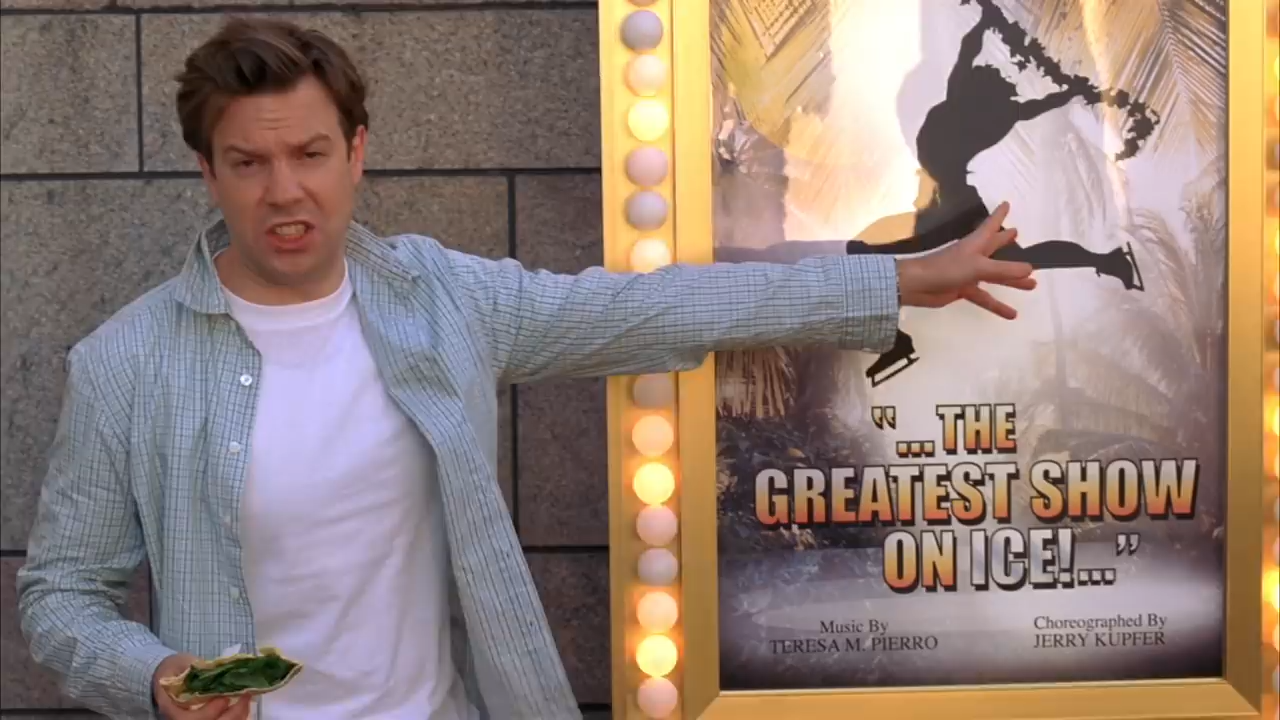 "...THE
GREATEST SHOW
ON ICE!..."
Music By
TERESA M. PIERRO
Choreographed By
JERRY KUPFER